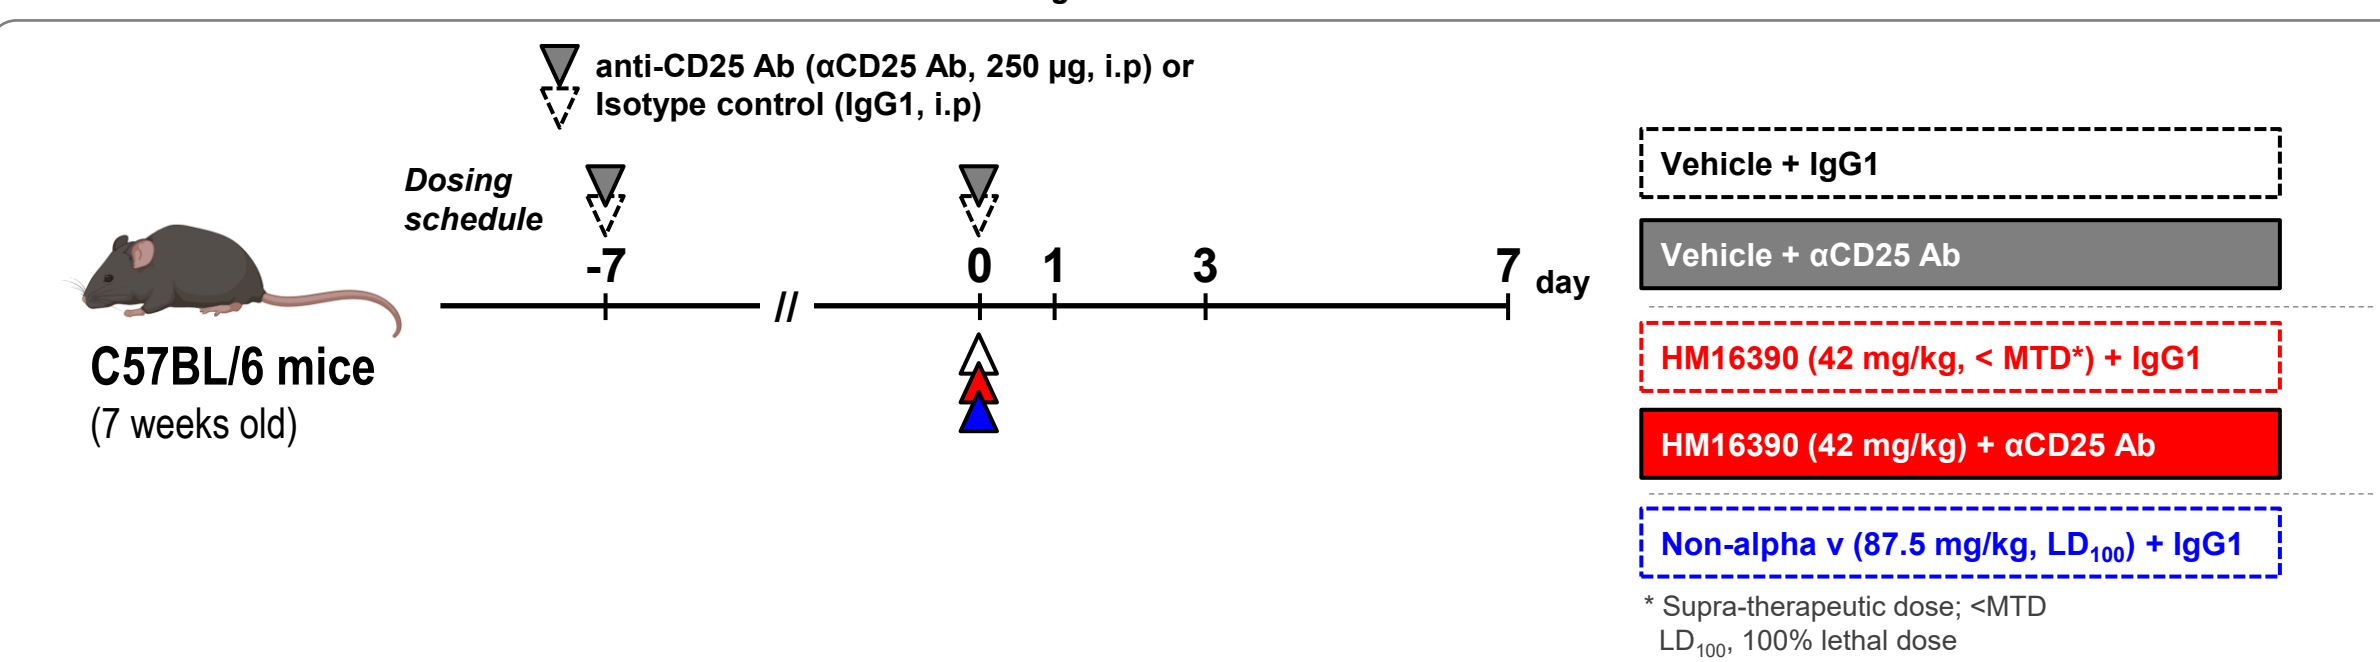 anti-CD25 Ab (αCD25 Ab, 250 µg, i.p) or
Isotype control (IgG1, i.p)
Dosing
schedule
-7
0
1
3
7
day
//
C57BL/6 mice
(7 weeks old)
Vehicle + IgG1
Vehicle + αCD25 Ab
HM16390 (42 mg/kg, < MTD*) + IgG1
HM16390 (42 mg/kg) + αCD25 Ab
Non-alpha v (87.5 mg/kg, LD100) + IgG1
* Supra-therapeutic dose; <MTD
LD100, 100% lethal dose